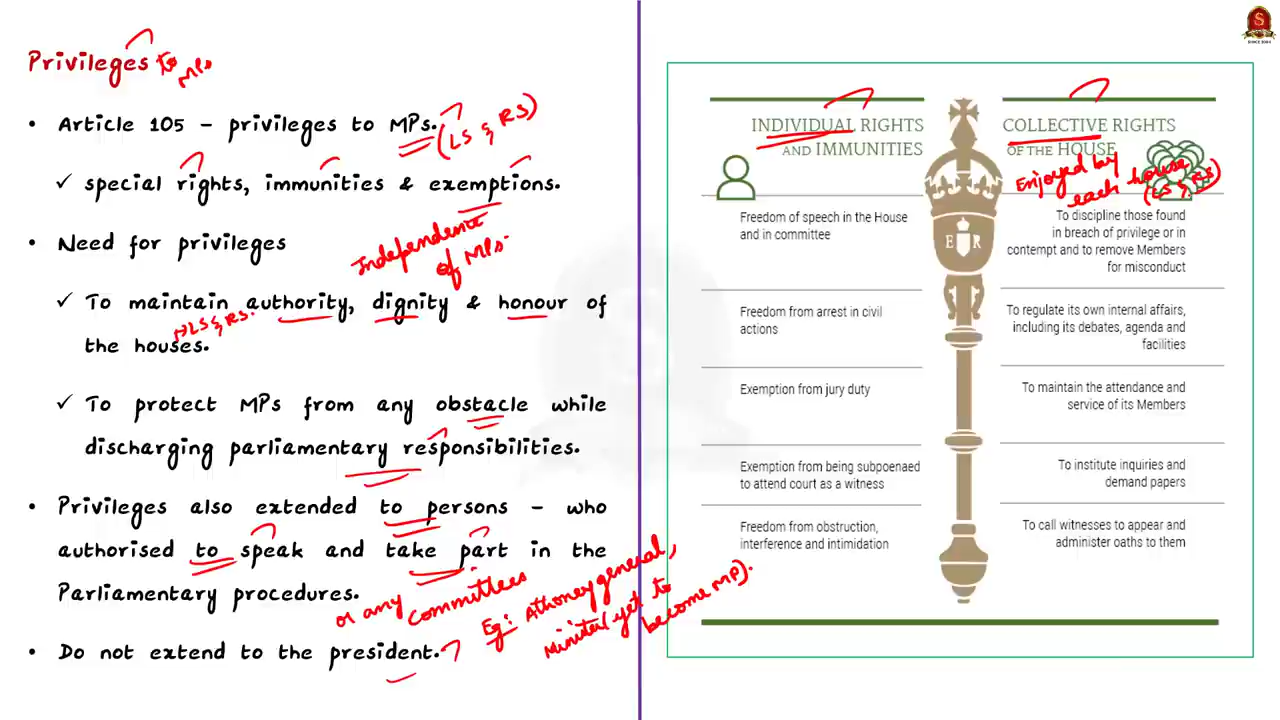 Privileges to MPs
• Article 105 – privileges to MPs. (LS & RS)
✓ special rights, immunities & exemptions.
• Need for privileges
Independence
of MPs.
✓ To maintain authority, dignity & honour of
the houses.
LS & RS.
✓ To protect MPs from any obstacle while
discharging parliamentary responsibilities.
• Privileges also extended to persons – who
authorised to speak and take part in the
Parliamentary procedures.
or any committees
Eg: Attorney general,
minister (yet to
become MP).
• Do not extend to the president.
INDIVIDUAL RIGHTS
AND IMMUNITIES
Freedom of speech in the House
and in committee
Freedom from arrest in civil
actions
Exemption from jury duty
Exemption from being subpoenaed
to attend court as a witness
Freedom from obstruction,
interference and intimidation
E R
COLLECTIVE RIGHTS
OF THE HOUSE
Enjoyed by
each house
(LS & RS)
To discipline those found
in breach of privilege or in
contempt and to remove Members
for misconduct
To regulate its own internal affairs,
including its debates, agenda and
facilities
To maintain the attendance and
service of its Members
To institute inquiries and
demand papers
To call witnesses to appear and
administer oaths to them
S
SINCE 2004